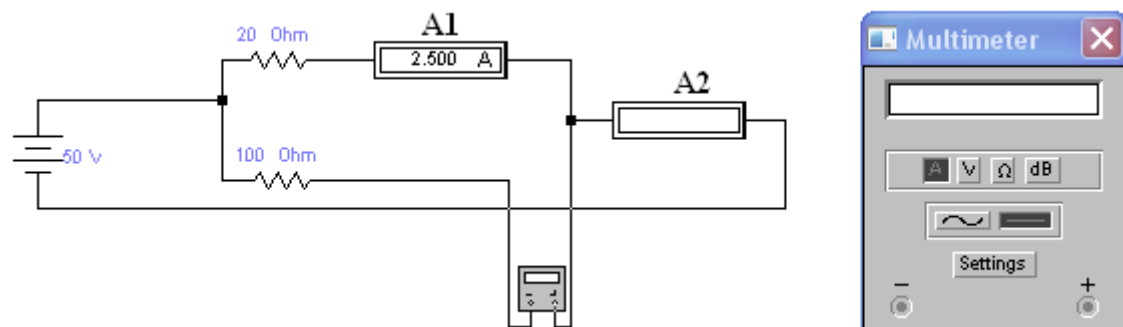 A1
20 Ohm
2.500 A
A2
50 V
100 Ohm
Multimeter
A V Ω dB
Settings
- +